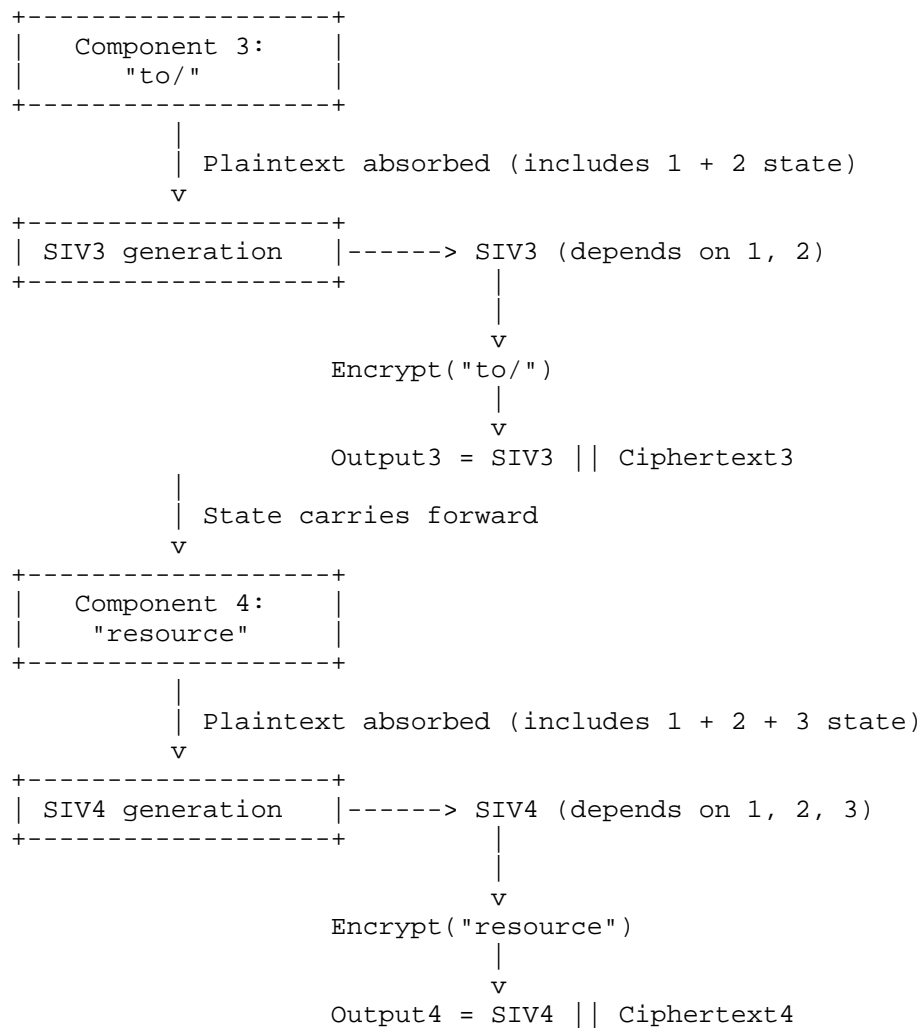 +-------------------+
|   Component 3:    |
|      "to/"        |
+-------------------+
          |
          | Plaintext absorbed (includes 1 + 2 state)
          v
+-------------------+
| SIV3 generation   |------> SIV3 (depends on 1, 2)
+-------------------+         |
                              |
                              v
                    Encrypt("to/")
                              |
                              v
                    Output3 = SIV3 || Ciphertext3
          |
          | State carries forward
          v
+-------------------+
|   Component 4:    |
|    "resource"     |
+-------------------+
          |
          | Plaintext absorbed (includes 1 + 2 + 3 state)
          v
+-------------------+
| SIV4 generation   |------> SIV4 (depends on 1, 2, 3)
+-------------------+         |
                              |
                              v
                    Encrypt("resource")
                              |
                              v
                    Output4 = SIV4 || Ciphertext4